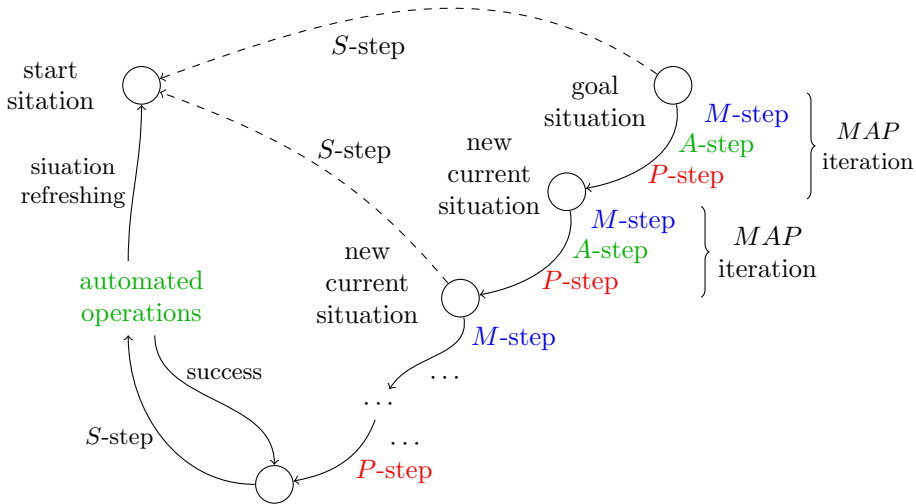 S-step
start
sitation
goal
situation
M-step
A-step
P-step
MAP
iteration
S-step
new
current
situation
M-step
A-step
P-step
MAP
iteration
siuation
refreshing
new
current
situation
automated
operations
M-step
...
...
success
...
S-step
P-step